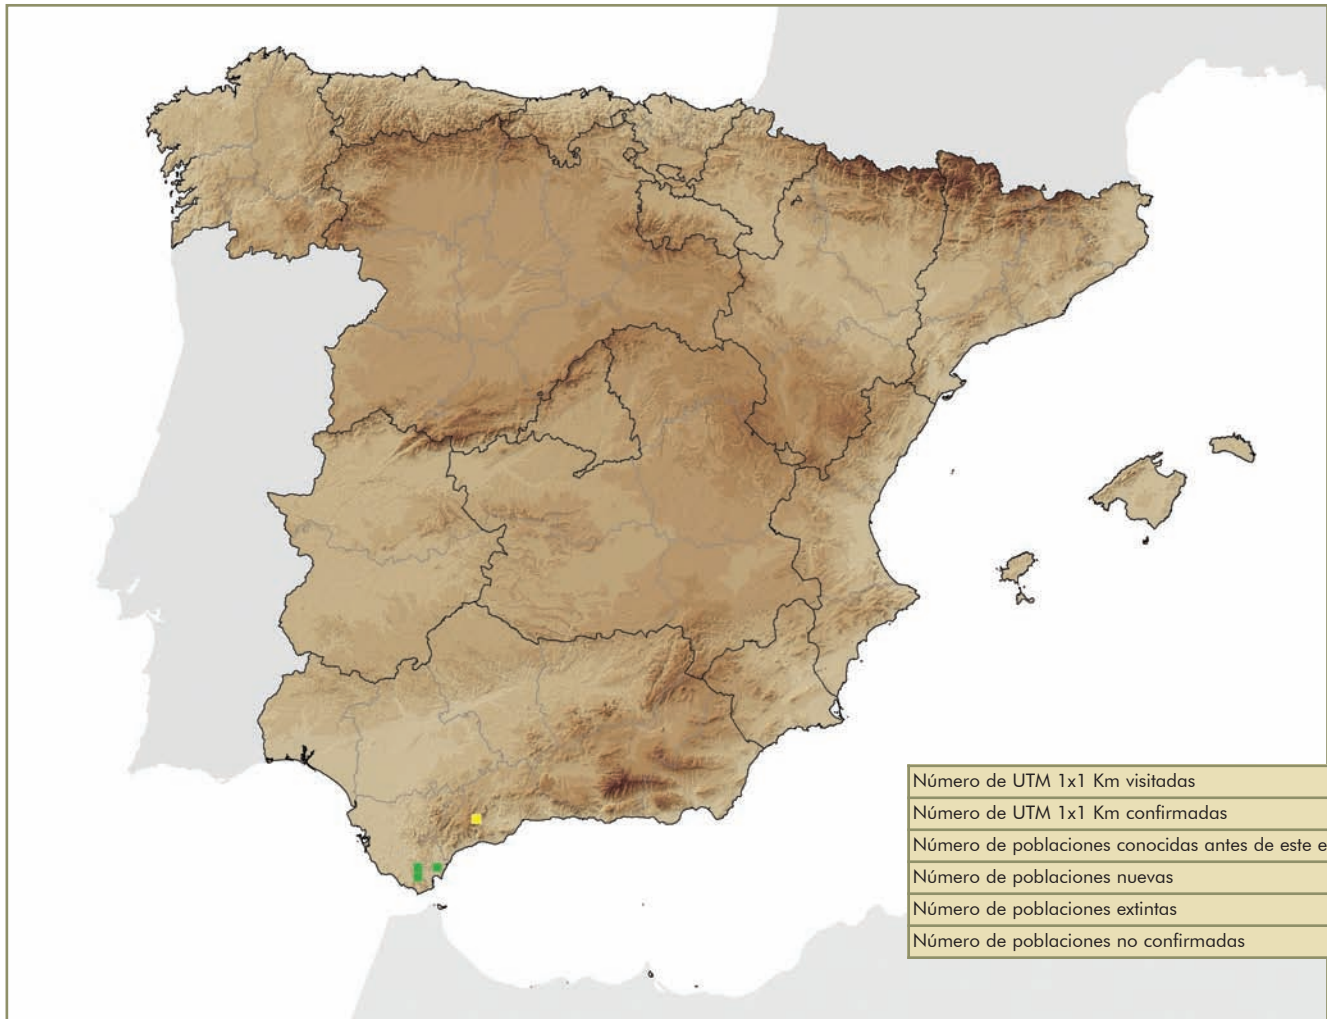 Número de UTM 1x1 Km visitadas
Número de UTM 1x1 Km confirmadas
Número de poblaciones conocidas antes de este e
Número de poblaciones nuevas
Número de poblaciones extintas
Número de poblaciones no confirmadas